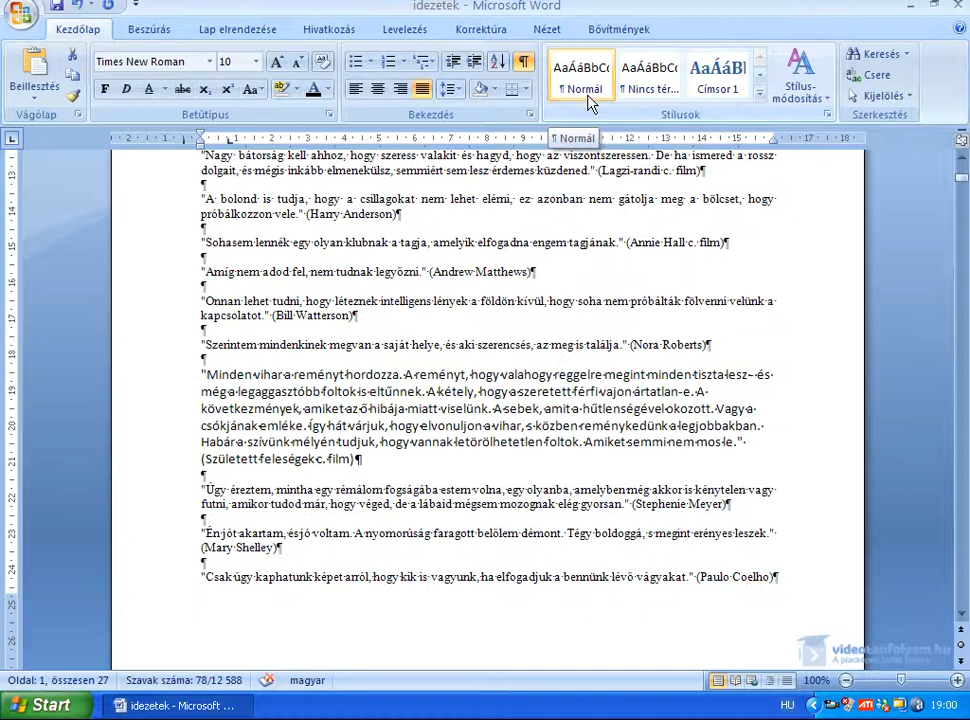 idezetek - Microsoft Word
Kezdőlap Beszúrás Lap elrendezése Hivatkozás Levelezés Korrektúra Nézet Bővítmények
Times New Roman 10
AaÁáBbCc AaÁáBbCc AaÁáBbl
Beillesztés
¶ Normál ¶ Nincs tér... Címsor 1
Stílus-módosítás
Keresés
Csere
Kijelölés
Vágólap Betűtípus Bekezdés Stílusok Szerkesztés
¶ Normál
"Nagy bátorság kell ahhoz, hogy szeress valakit és hagyd, hogy az viszontszeressen. De ha ismered a rossz
dolgait, és mégis inkább elmenekülsz, semmiért sem lesz érdemes küzdened." (Lagzi-randi c. film)¶
¶
"A bolond is tudja, hogy a csillagokat nem lehet elérni, ez azonban nem gátolja meg a bölcset, hogy
próbálkozzon vele." (Harry Anderson)¶
¶
"Sohasem lennék egy olyan klubnak a tagja, amelyik elfogadna engem tagjának." (Annie Hall c. film)¶
¶
"Amíg nem adod fel, nem tudnak legyőzni." (Andrew Matthews)¶
¶
"Onnan lehet tudni, hogy léteznek intelligens lények a földön kívül, hogy soha nem próbálták fölvenni velünk a
kapcsolatot." (Bill Watterson)¶
¶
"Szerintem mindenkinek megvan a saját helye, és aki szerencsés, az meg is találja." (Nora Roberts)¶
¶
"Minden vihar a reményt hordozza. A reményt, hogy valahogy reggelre megint minden tiszta lesz - és
még a legaggasztóbb foltok is eltűnnek. A kétely, hogy a szeretett férfi vajon ártatlan-e. A
következmények, amiket az ő hibája miatt viselünk. A sebek, amit a hűtlenségével okozott. Vagy a
csókjának emléke. Így hát várjuk, hogy elvonuljon a vihar, s közben reménykedünk a legjobbakban.
Habár a szívünk mélyén tudjuk, hogy vannak letörölhetetlen foltok. Amiket semmi nem mos le."
(Született feleségek c. film)¶
¶
"Úgy éreztem, mintha egy rémálom fogságába estem volna, egy olyanba, amelyben még akkor is kénytelen vagy
futni, amikor tudod már, hogy véged, de a lábaid mégsem mozognak elég gyorsan." (Stephenie Meyer)¶
¶
"Én jót akartam, és jó voltam. A nyomorúság faragott belőlem démont. Tégy boldoggá, s megint erényes leszek."
(Mary Shelley)¶
¶
"Csak úgy kaphatunk képet arról, hogy kik is vagyunk, ha elfogadjuk a bennünk lévő vágyakat." (Paulo Coelho)¶
videotanfolyam.hu
Oldal: 1, összesen 27 Szavak száma: 78/12 588 magyar 100%
Start idezetek - Microsoft W... HU 19:00